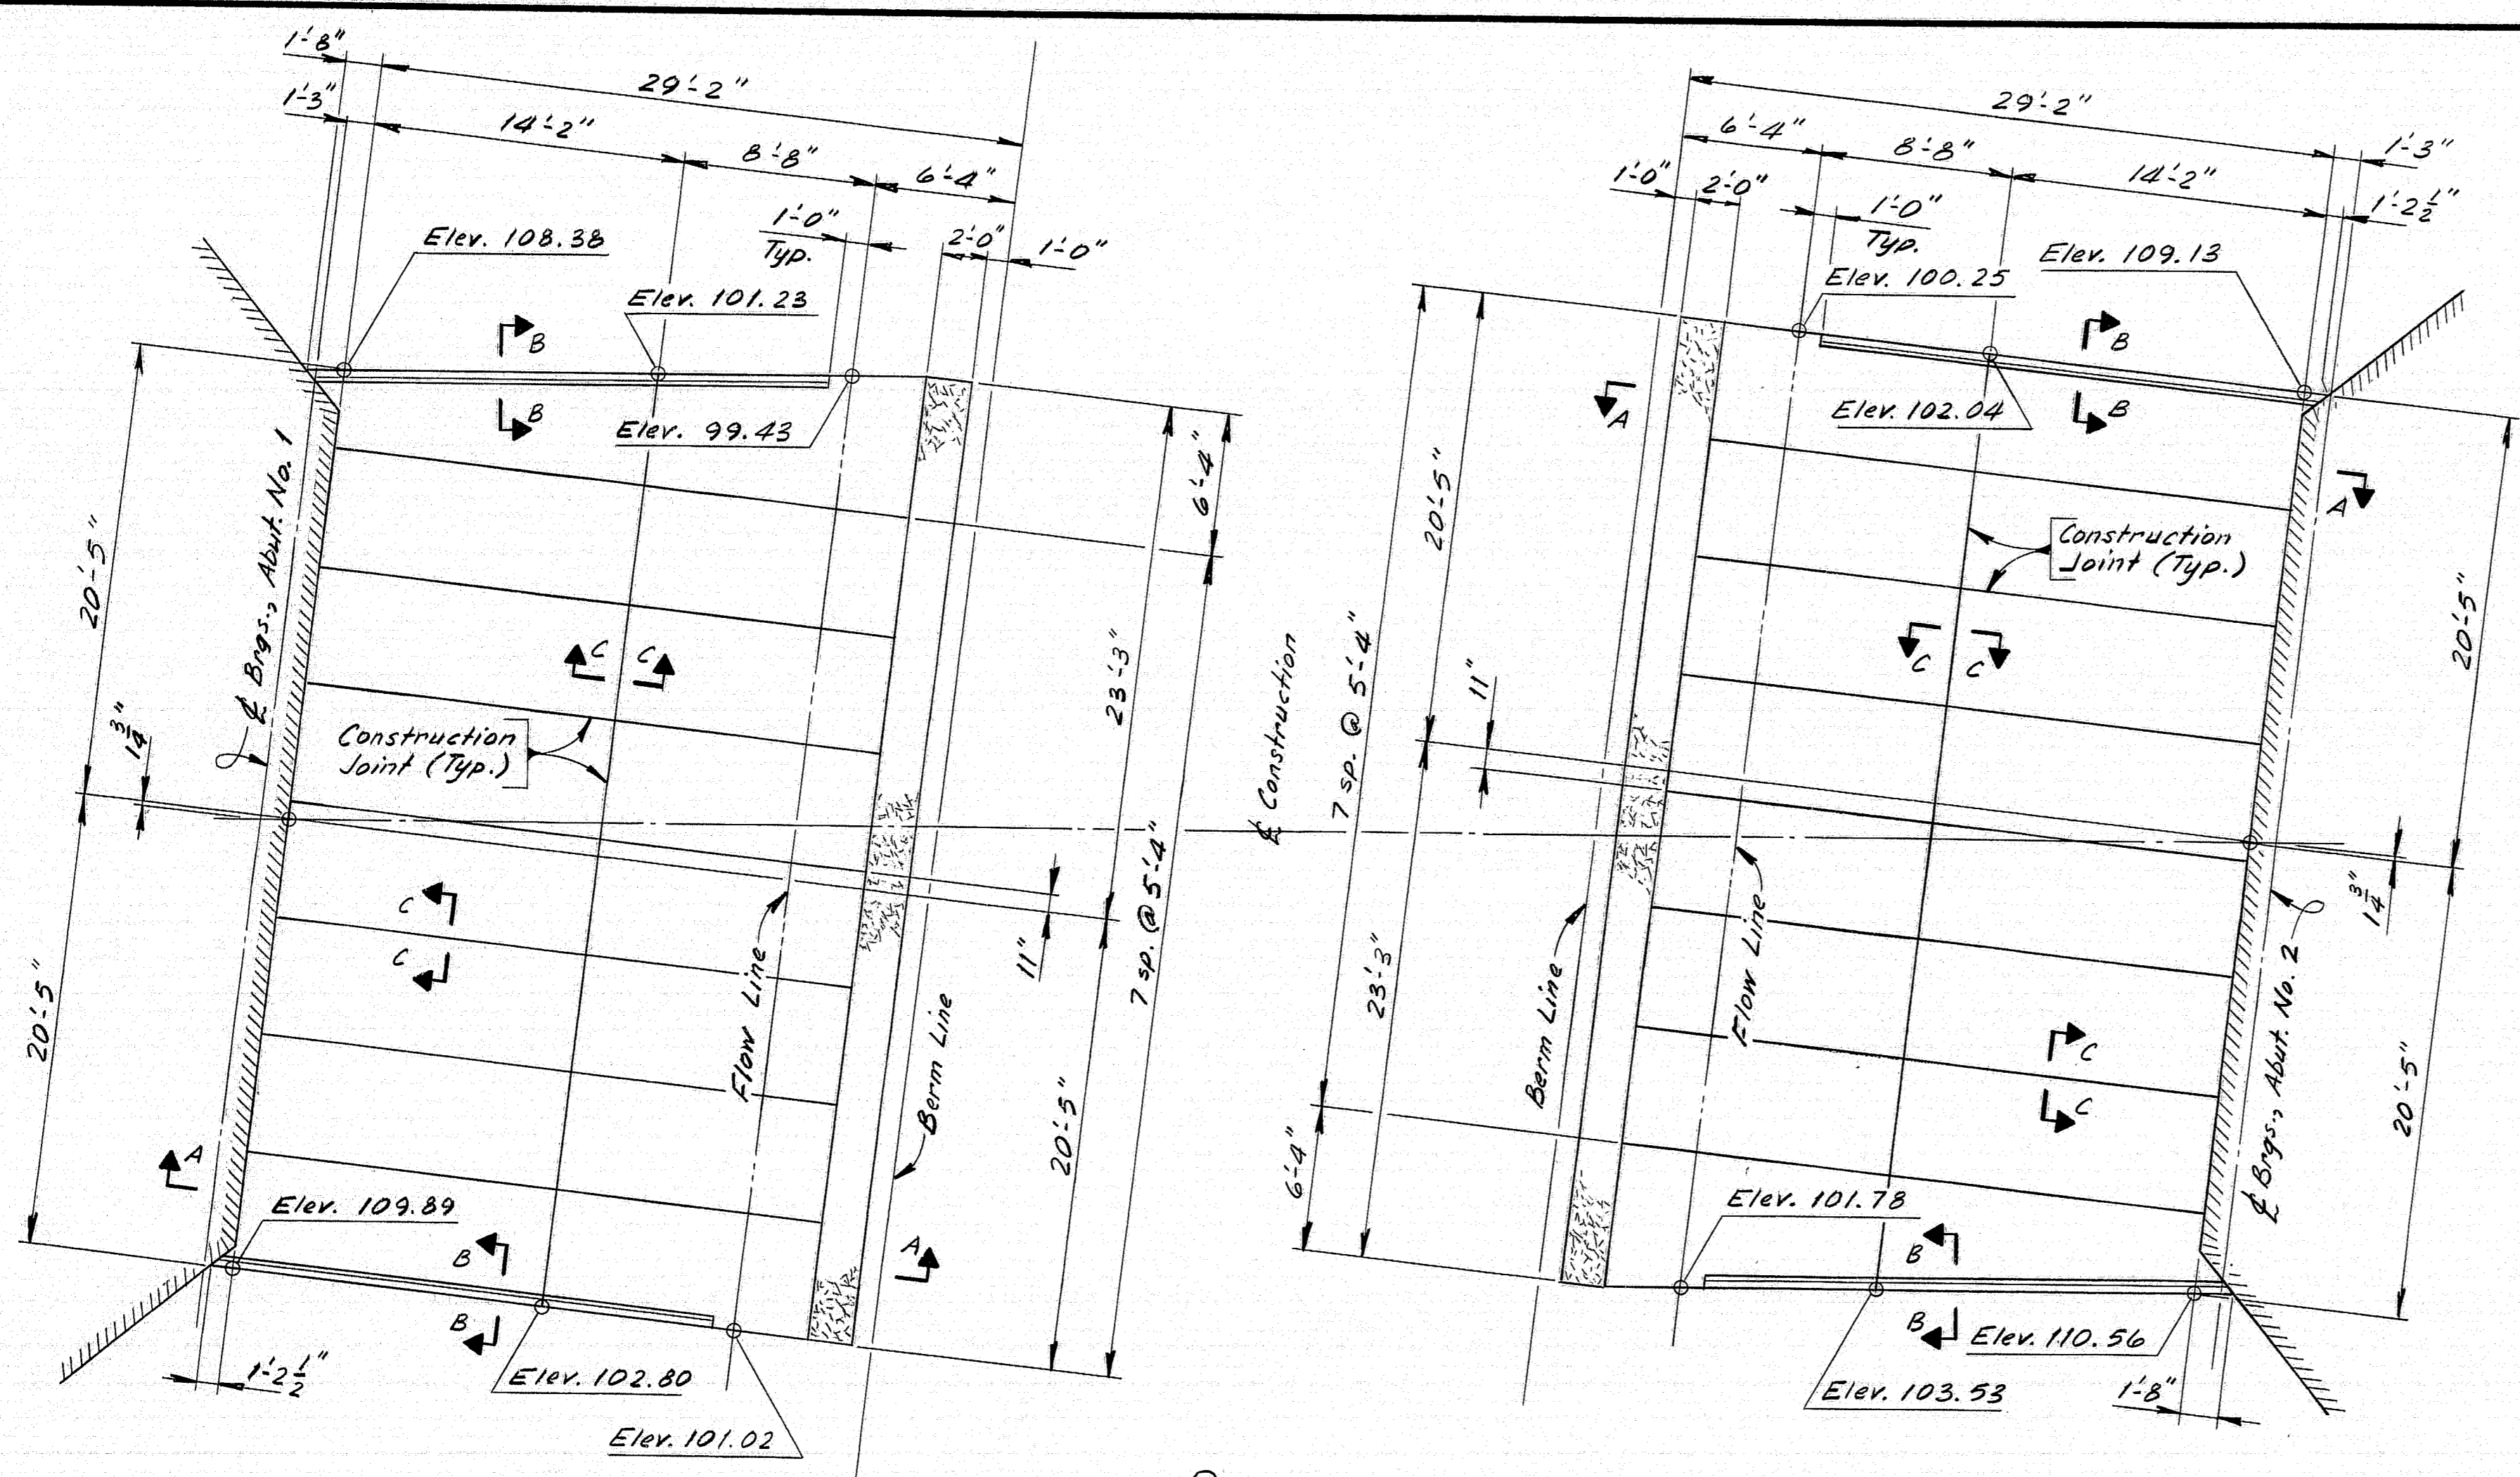 1'-8"
29'-2"
1'-3"
14'-2"
8'-8"
6'-4"
1'-0"
Typ.
2'-0"
1'-0"
Elev. 108.38
Elev. 101.23
B
B
Elev. 99.43
℄ Brgs., Abut. No. 1
20'-5"
6'-4"
C
C
23'-3"
Construction
Joint (Typ.)
1 3/4"
7 sp. @ 5'-4"
11"
C
C
20'-5"
Flow Line
Berm Line
20'-5"
A
A
Elev. 109.89
B
B
1'-2 1/2"
Elev. 102.80
Elev. 101.02
℄ Construction
29'-2"
6'-4"
8'-8"
14'-2"
1'-3"
1'-0"
2'-0"
1'-0"
Typ.
1'-2 1/2"
Elev. 100.25
Elev. 109.13
B
B
A
Elev. 102.04
A
20'-5"
Construction
Joint (Typ.)
20'-5"
7 sp. @ 5'-4"
11"
C
C
1 3/4"
23'-3"
Berm Line
Flow Line
℄ Brgs., Abut. No. 2
C
C
20'-5"
6'-4"
Elev. 101.78
B
B
Elev. 110.56
Elev. 103.53
1'-8"